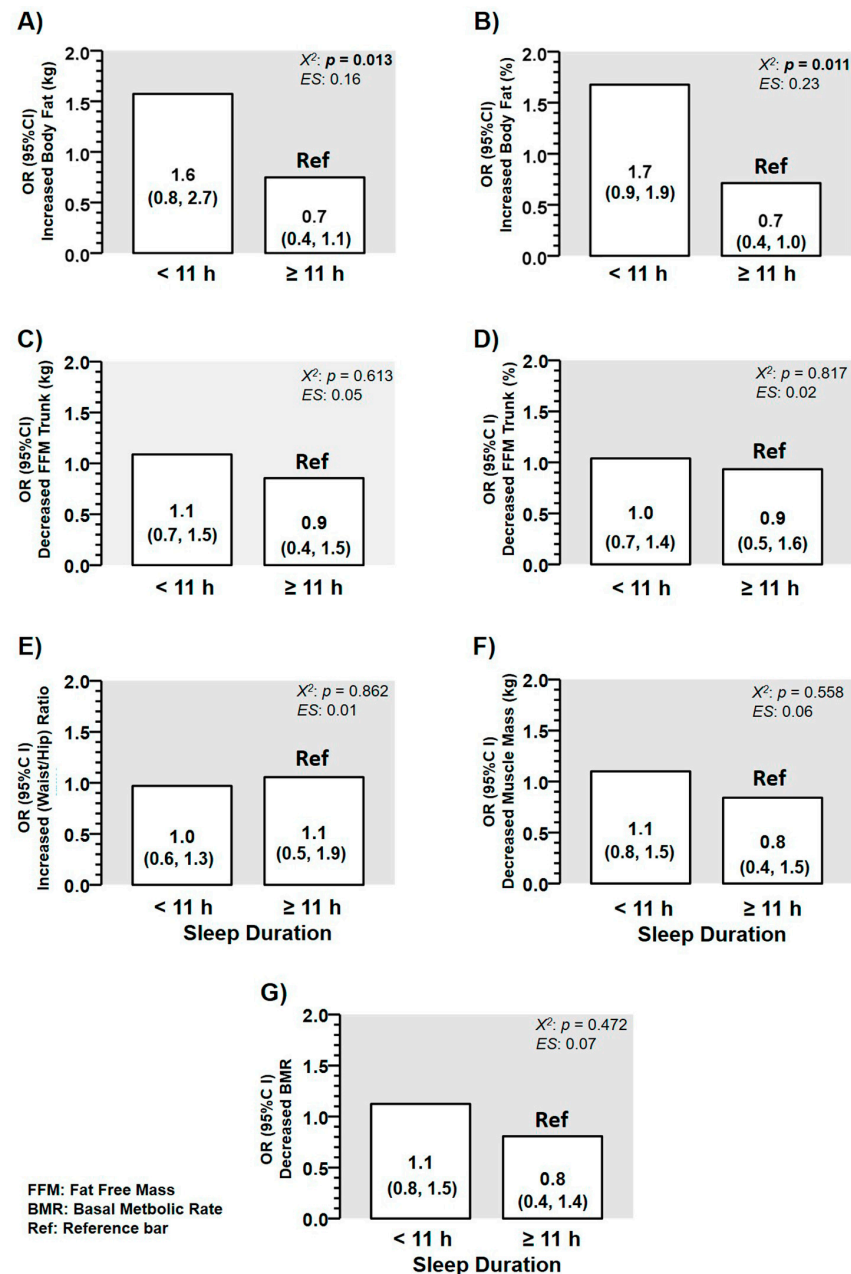 A)
OR (95%CI)
Increased Body Fat (kg)
2.0
1.5
1.0
0.5
0.0
X²: p = 0.013
ES: 0.16
1.6
(0.8, 2.7)
Ref
0.7
(0.4, 1.1)
< 11 h
≥ 11 h
B)
OR (95%CI)
Increased Body Fat (%)
2.0
1.5
1.0
0.5
0.0
X²: p = 0.011
ES: 0.23
1.7
(0.9, 1.9)
Ref
0.7
(0.4, 1.0)
< 11 h
≥ 11 h
C)
OR (95%CI)
Decreased FFM Trunk (kg)
2.0
1.5
1.0
0.5
0.0
X²: p = 0.613
ES: 0.05
1.1
(0.7, 1.5)
Ref
0.9
(0.4, 1.5)
< 11 h
≥ 11 h
D)
OR (95%C I)
Decreased FFM Trunk (%)
2.0
1.5
1.0
0.5
0.0
X²: p = 0.817
ES: 0.02
1.0
(0.7, 1.4)
Ref
0.9
(0.5, 1.6)
< 11 h
≥ 11 h
E)
OR (95%C I)
Increased (Waist/Hip) Ratio
2.0
1.5
1.0
0.5
0.0
X²: p = 0.862
ES: 0.01
1.0
(0.6, 1.3)
Ref
1.1
(0.5, 1.9)
< 11 h
≥ 11 h
Sleep Duration
F)
OR (95%C I)
Decreased Muscle Mass (kg)
2.0
1.5
1.0
0.5
0.0
X²: p = 0.558
ES: 0.06
1.1
(0.8, 1.5)
Ref
0.8
(0.4, 1.5)
< 11 h
≥ 11 h
Sleep Duration
G)
OR (95%C I)
Decreased BMR
2.0
1.5
1.0
0.5
0.0
X²: p = 0.472
ES: 0.07
1.1
(0.8, 1.5)
Ref
0.8
(0.4, 1.4)
< 11 h
≥ 11 h
Sleep Duration
FFM: Fat Free Mass
BMR: Basal Metbolic Rate
Ref: Reference bar